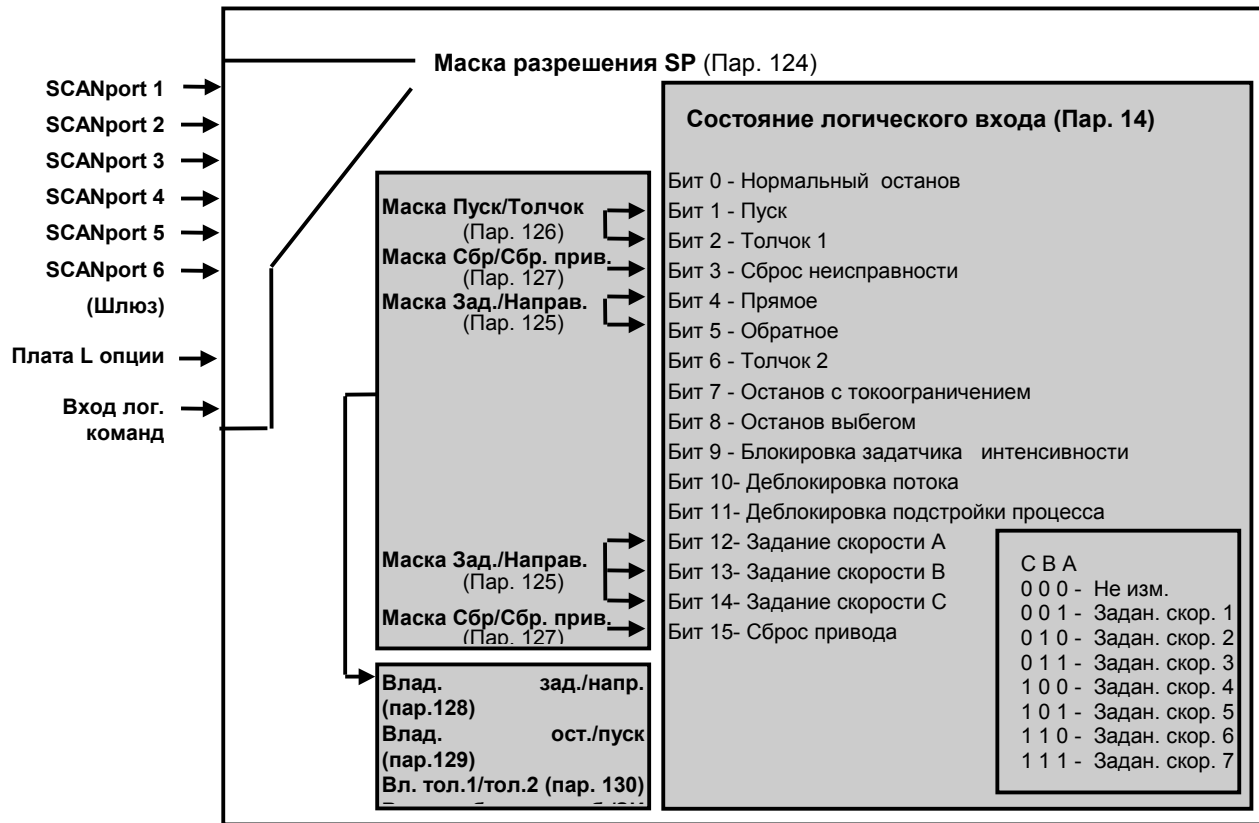 Маска разрешения SP (Пар. 124)
SCANport 1
SCANport 2
SCANport 3
SCANport 4
SCANport 5
SCANport 6
(Шлюз)
Плата L опции
Вход лог.
команд
Маска Пуск/Толчок
(Пар. 126)
Маска Сбр/Сбр. прив.
(Пар. 127)
Маска Зад./Направ.
(Пар. 125)
Маска Зад./Направ.
(Пар. 125)
Маска Сбр/Сбр. прив.
(Пар. 127)
Влад. зад./напр.
(пар.128)
Влад. ост./пуск
(пар.129)
Вл. тол.1/тол.2 (пар. 130)
Состояние логического входа (Пар. 14)
Бит 0 - Нормальный останов
Бит 1 - Пуск
Бит 2 - Толчок 1
Бит 3 - Сброс неисправности
Бит 4 - Прямое
Бит 5 - Обратное
Бит 6 - Толчок 2
Бит 7 - Останов с токоограничением
Бит 8 - Останов выбегом
Бит 9 - Блокировка задатчика интенсивности
Бит 10- Деблокировка потока
Бит 11- Деблокировка подстройки процесса
Бит 12- Задание скорости А
Бит 13- Задание скорости В
Бит 14- Задание скорости С
Бит 15- Сброс привода
С В А
0 0 0 - Не изм.
0 0 1 - Задан. скор. 1
0 1 0 - Задан. скор. 2
0 1 1 - Задан. скор. 3
1 0 0 - Задан. скор. 4
1 0 1 - Задан. скор. 5
1 1 0 - Задан. скор. 6
1 1 1 - Задан. скор. 7